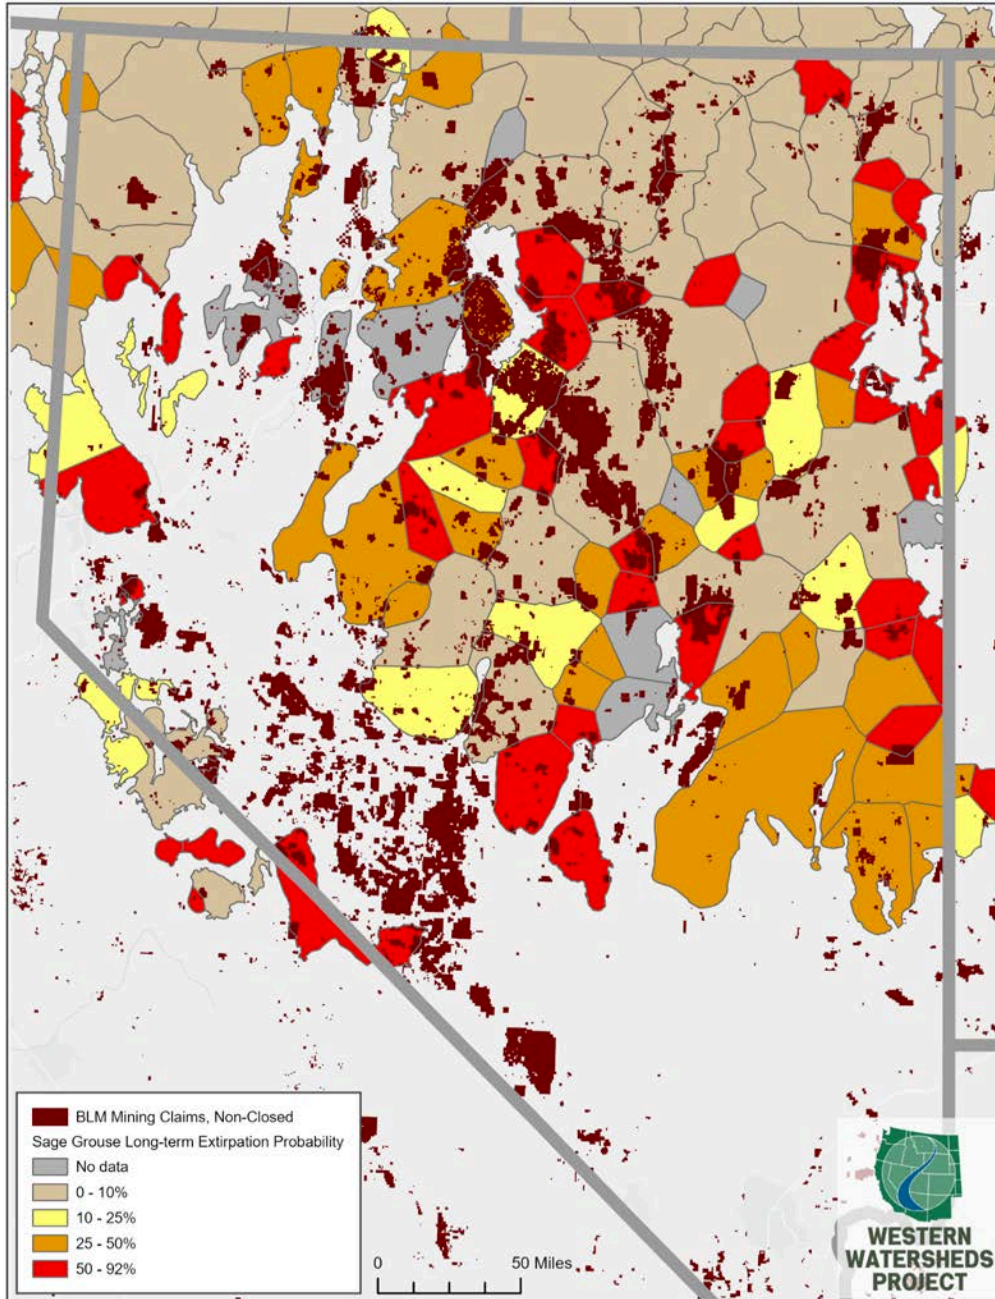 BLM Mining Claims, Non-Closed
Sage Grouse Long-term Extirpation Probability
No data
0 - 10%
10 - 25%
25 - 50%
50 - 92%
0 50 Miles
WESTERN
WATERSHEDS
PROJECT